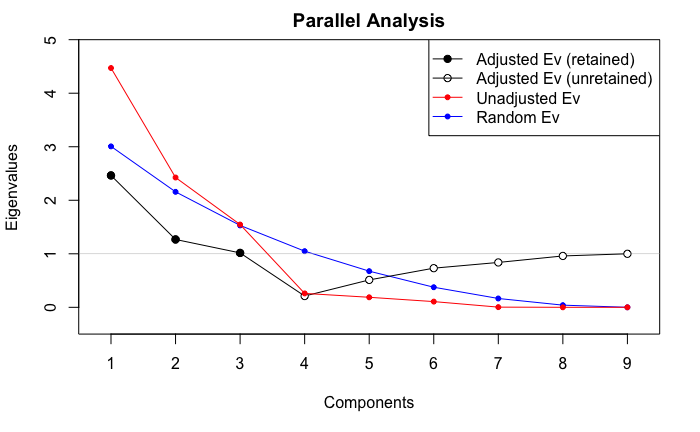 Parallel Analysis
Eigenvalues
5
4
3
2
1
0
Adjusted Ev (retained)
Adjusted Ev (unretained)
Unadjusted Ev
Random Ev
1 2 3 4 5 6 7 8 9
Components